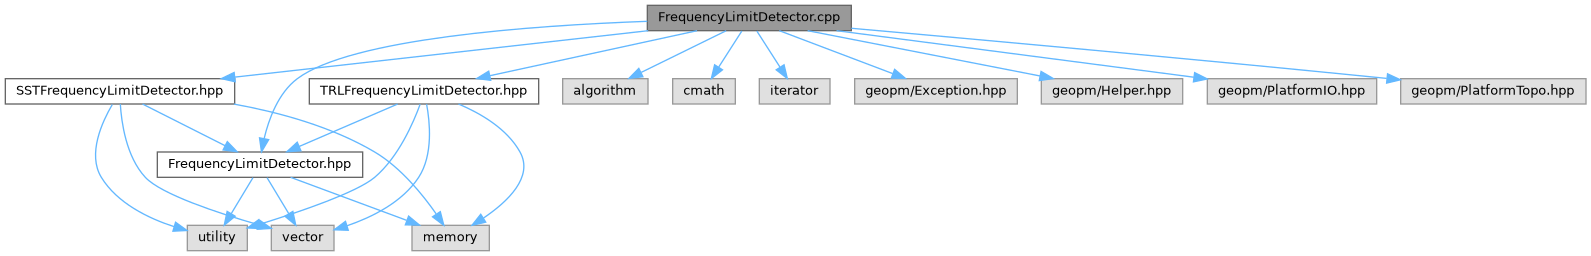 FrequencyLimitDetector.cpp
SSTFrequencyLimitDetector.hpp
TRLFrequencyLimitDetector.hpp
algorithm
cmath
iterator
geopm/Exception.hpp
geopm/Helper.hpp
geopm/PlatformIO.hpp
geopm/PlatformTopo.hpp
FrequencyLimitDetector.hpp
utility
vector
memory